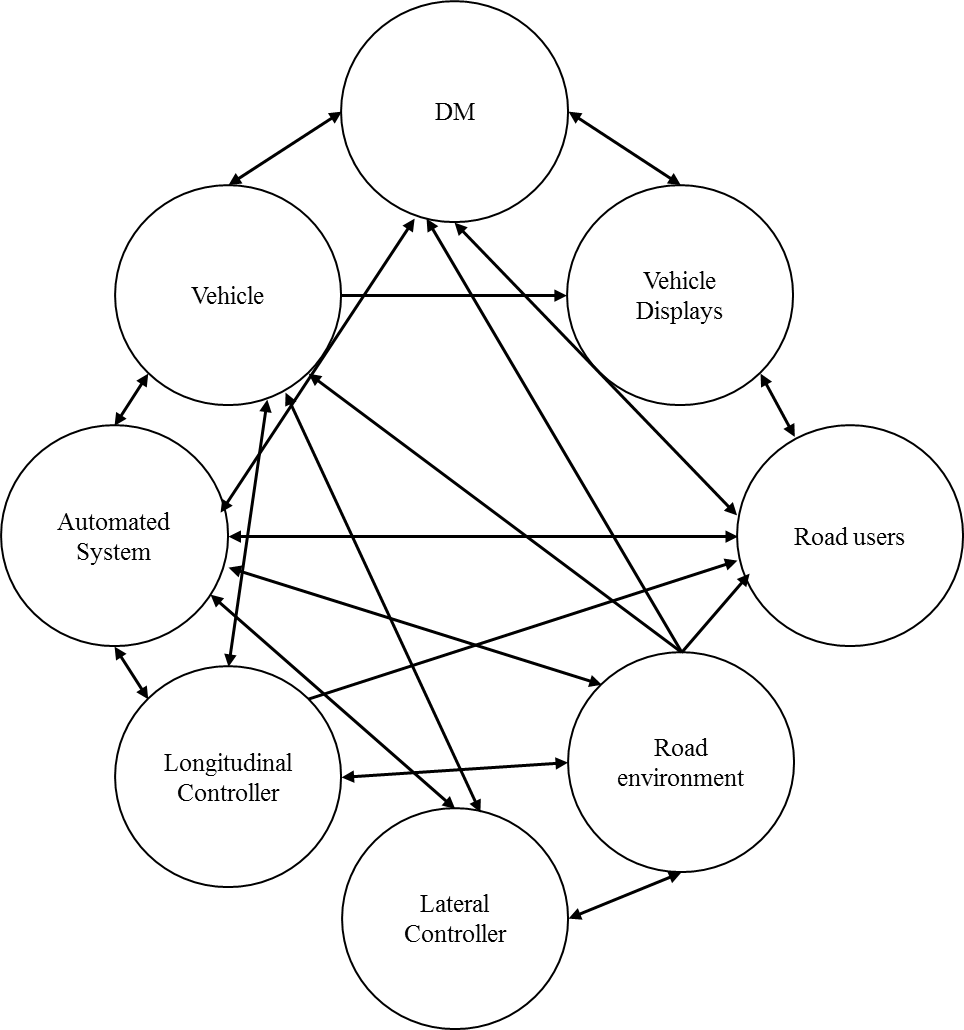 DM
Vehicle
Vehicle
Displays
Automated
System
Road users
Longitudinal
Controller
Road
environment
Lateral
Controller